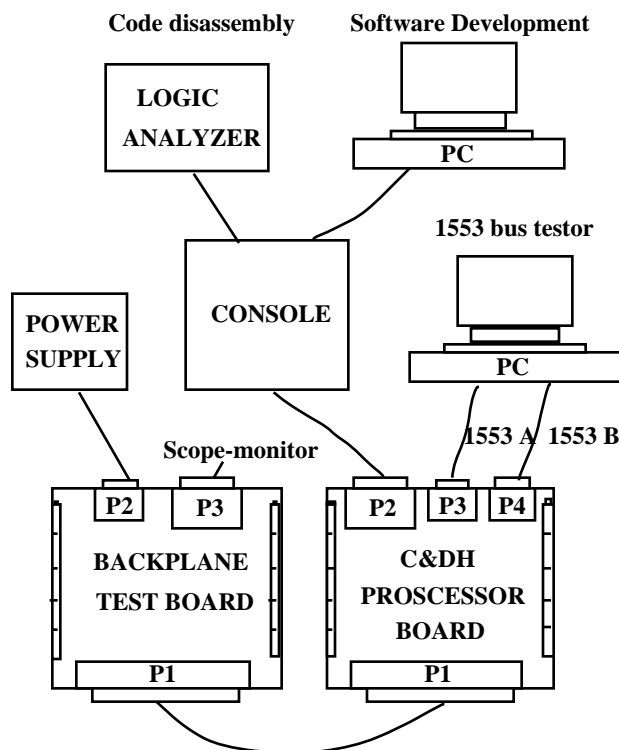 Code disassembly
Software Development
LOGIC
ANALYZER
PC
1553 bus testor
CONSOLE
POWER
SUPPLY
PC
1553 A
1553 B
Scope-monitor
P2
P3
P2
P3
P4
BACKPLANE
TEST BOARD
C&DH
PROSCESSOR
BOARD
P1
P1